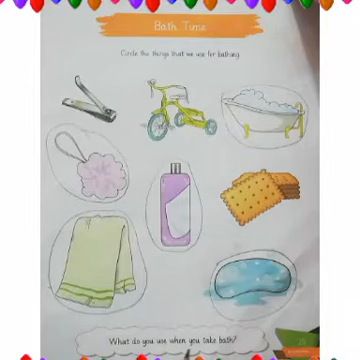 Bath Time
Circle the things that we use for bathing.
What do you use when you take bath?